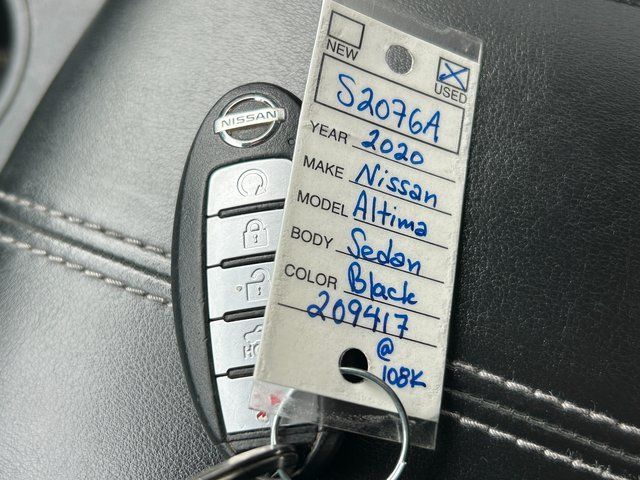 NEW
USED
S2076A
YEAR 2020
MAKE Nissan
MODEL Altima
BODY Sedan
COLOR Black
209417
@
108K
NISSAN